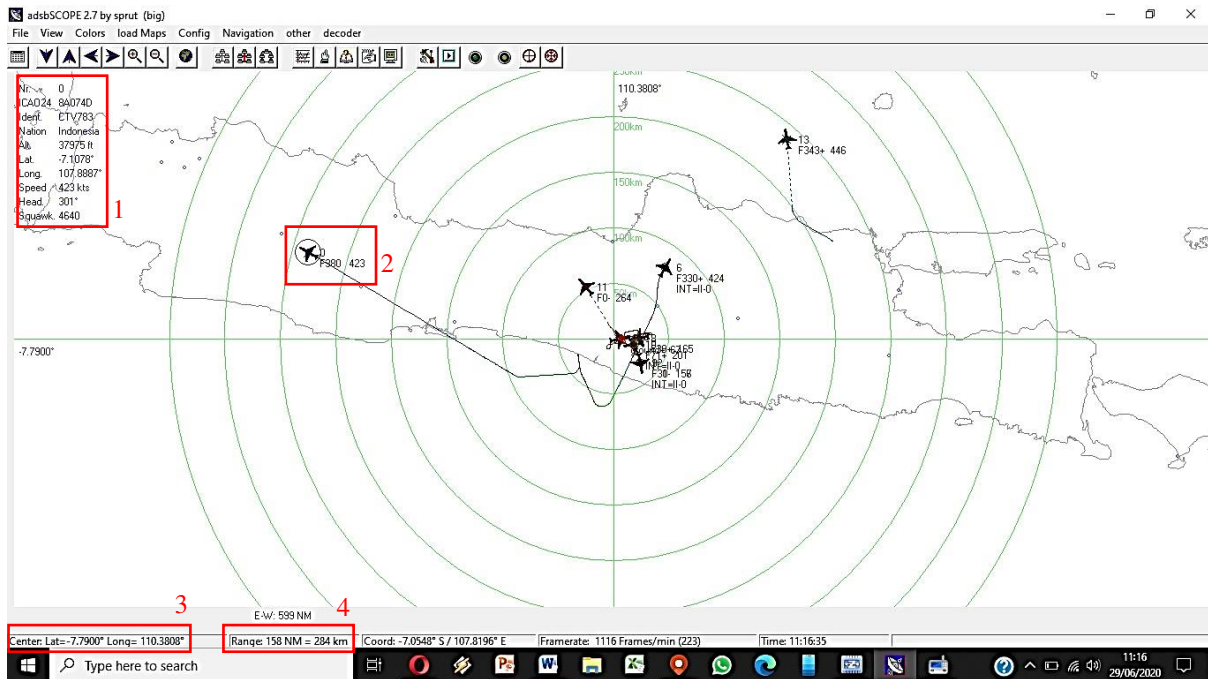 adsbSCOPE 2.7 by sprut (big)
File View Colors load Maps Config Navigation other decoder
Nr. 0
ICAO24 8A074D
Ident. CTV783
Nation Indonesia
Alt. 37975 ft
Lat. -7.1078°
Long. 107.8887°
Speed 423 kts
Head. 301°
Squawk. 4640
1
250km
110.3808°
200km
13
F343+ 446
150km
100km
0
F380 423
2
6
F330+ 424
INT=II-0
11
F0- 264
50km
-7.7900°
F71+ 201
INT=II-0
INT=II-0
3
E-W: 599 NM
4
Center: Lat=-7.7900° Long= 110.3808°
Range: 158 NM = 284 km
Coord: -7.0548° S / 107.8196° E
Framerate: 1116 Frames/min (223)
Time: 11:16:35
Type here to search
11:16
29/06/2020